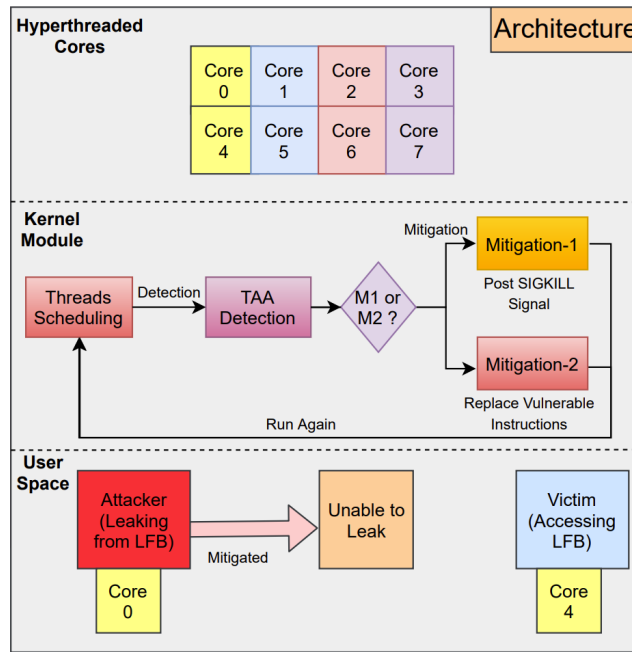 Hyperthreaded
Cores
Architecture
Core
0
Core
1
Core
2
Core
3
Core
4
Core
5
Core
6
Core
7
Kernel
Module
Threads
Scheduling
Detection
TAA
Detection
M1 or
M2 ?
Mitigation
Mitigation-1
Post SIGKILL
Signal
Mitigation-2
Replace Vulnerable
Instructions
Run Again
User
Space
Attacker
(Leaking
from LFB)
Mitigated
Unable to
Leak
Victim
(Accessing
LFB)
Core
0
Core
4